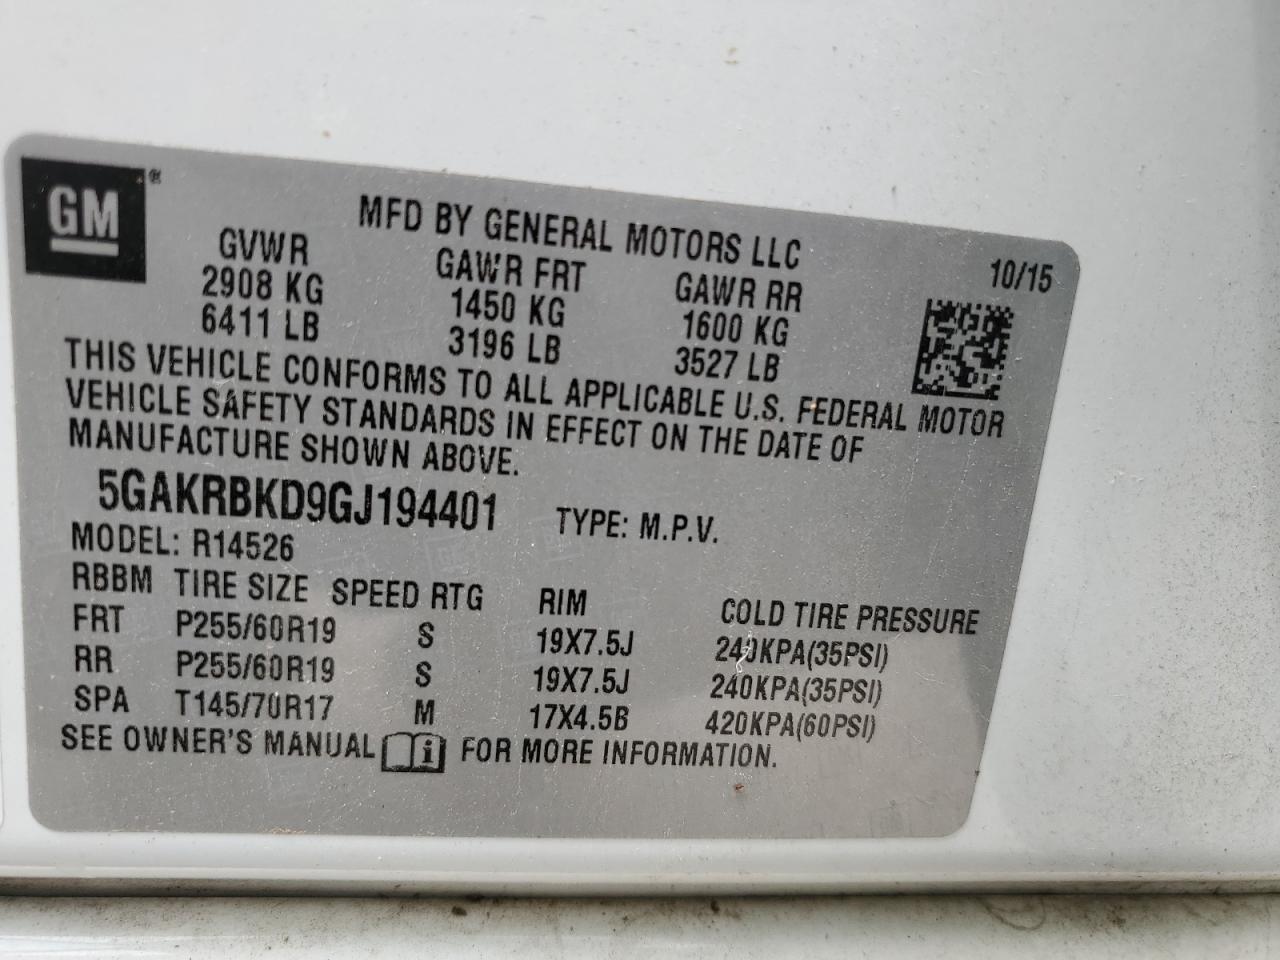 GM®
MFD BY GENERAL MOTORS LLC
10/15
GVWR GAWR FRT GAWR RR
2908 KG 1450 KG 1600 KG
6411 LB 3196 LB 3527 LB
THIS VEHICLE CONFORMS TO ALL APPLICABLE U.S. FEDERAL MOTOR
VEHICLE SAFETY STANDARDS IN EFFECT ON THE DATE OF
MANUFACTURE SHOWN ABOVE.
5GAKRBKD9GJ194401 TYPE: M.P.V.
MODEL: R14526
RBBM TIRE SIZE SPEED RTG RIM COLD TIRE PRESSURE
FRT P255/60R19 S 19X7.5J 240KPA(35PSI)
RR P255/60R19 S 19X7.5J 240KPA(35PSI)
SPA T145/70R17 M 17X4.5B 420KPA(60PSI)
SEE OWNER'S MANUAL i FOR MORE INFORMATION.